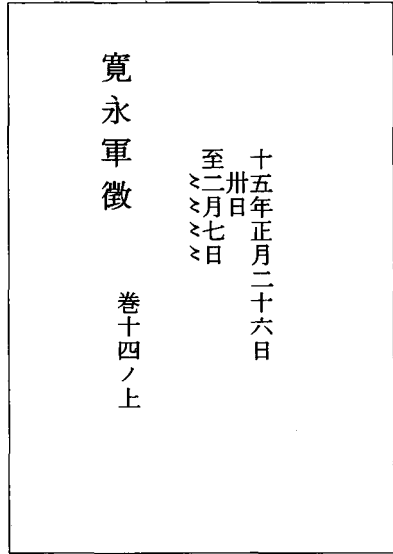 十五年正月二十六日
卅日
至二月七日
〻〻〻〻
寛永軍徴
巻十四ノ上